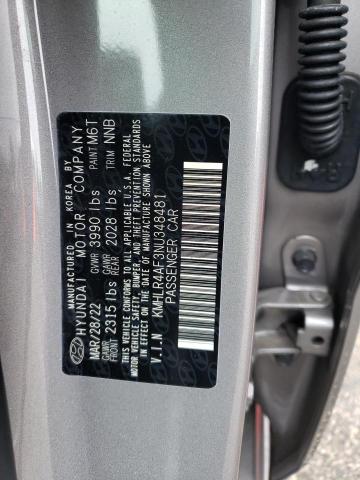 MANUFACTURED IN KOREA BY
HYUNDAI MOTOR COMPANY
MAR/28/22 GVWR 3990 lbs PAINT M6T
GAWR FRONT 2315 lbs GAWR REAR 2028 lbs TRIM NNB
THIS VEHICLE CONFORMS TO ALL APPLICABLE U.S.A. FEDERAL
MOTOR VEHICLE SAFETY, BUMPER, AND THEFT PREVENTION STANDARDS
IN EFFECT ON THE DATE OF MANUFACTURE SHOWN ABOVE
V.I.N KMHLR4AF3NU348481
PASSENGER CAR